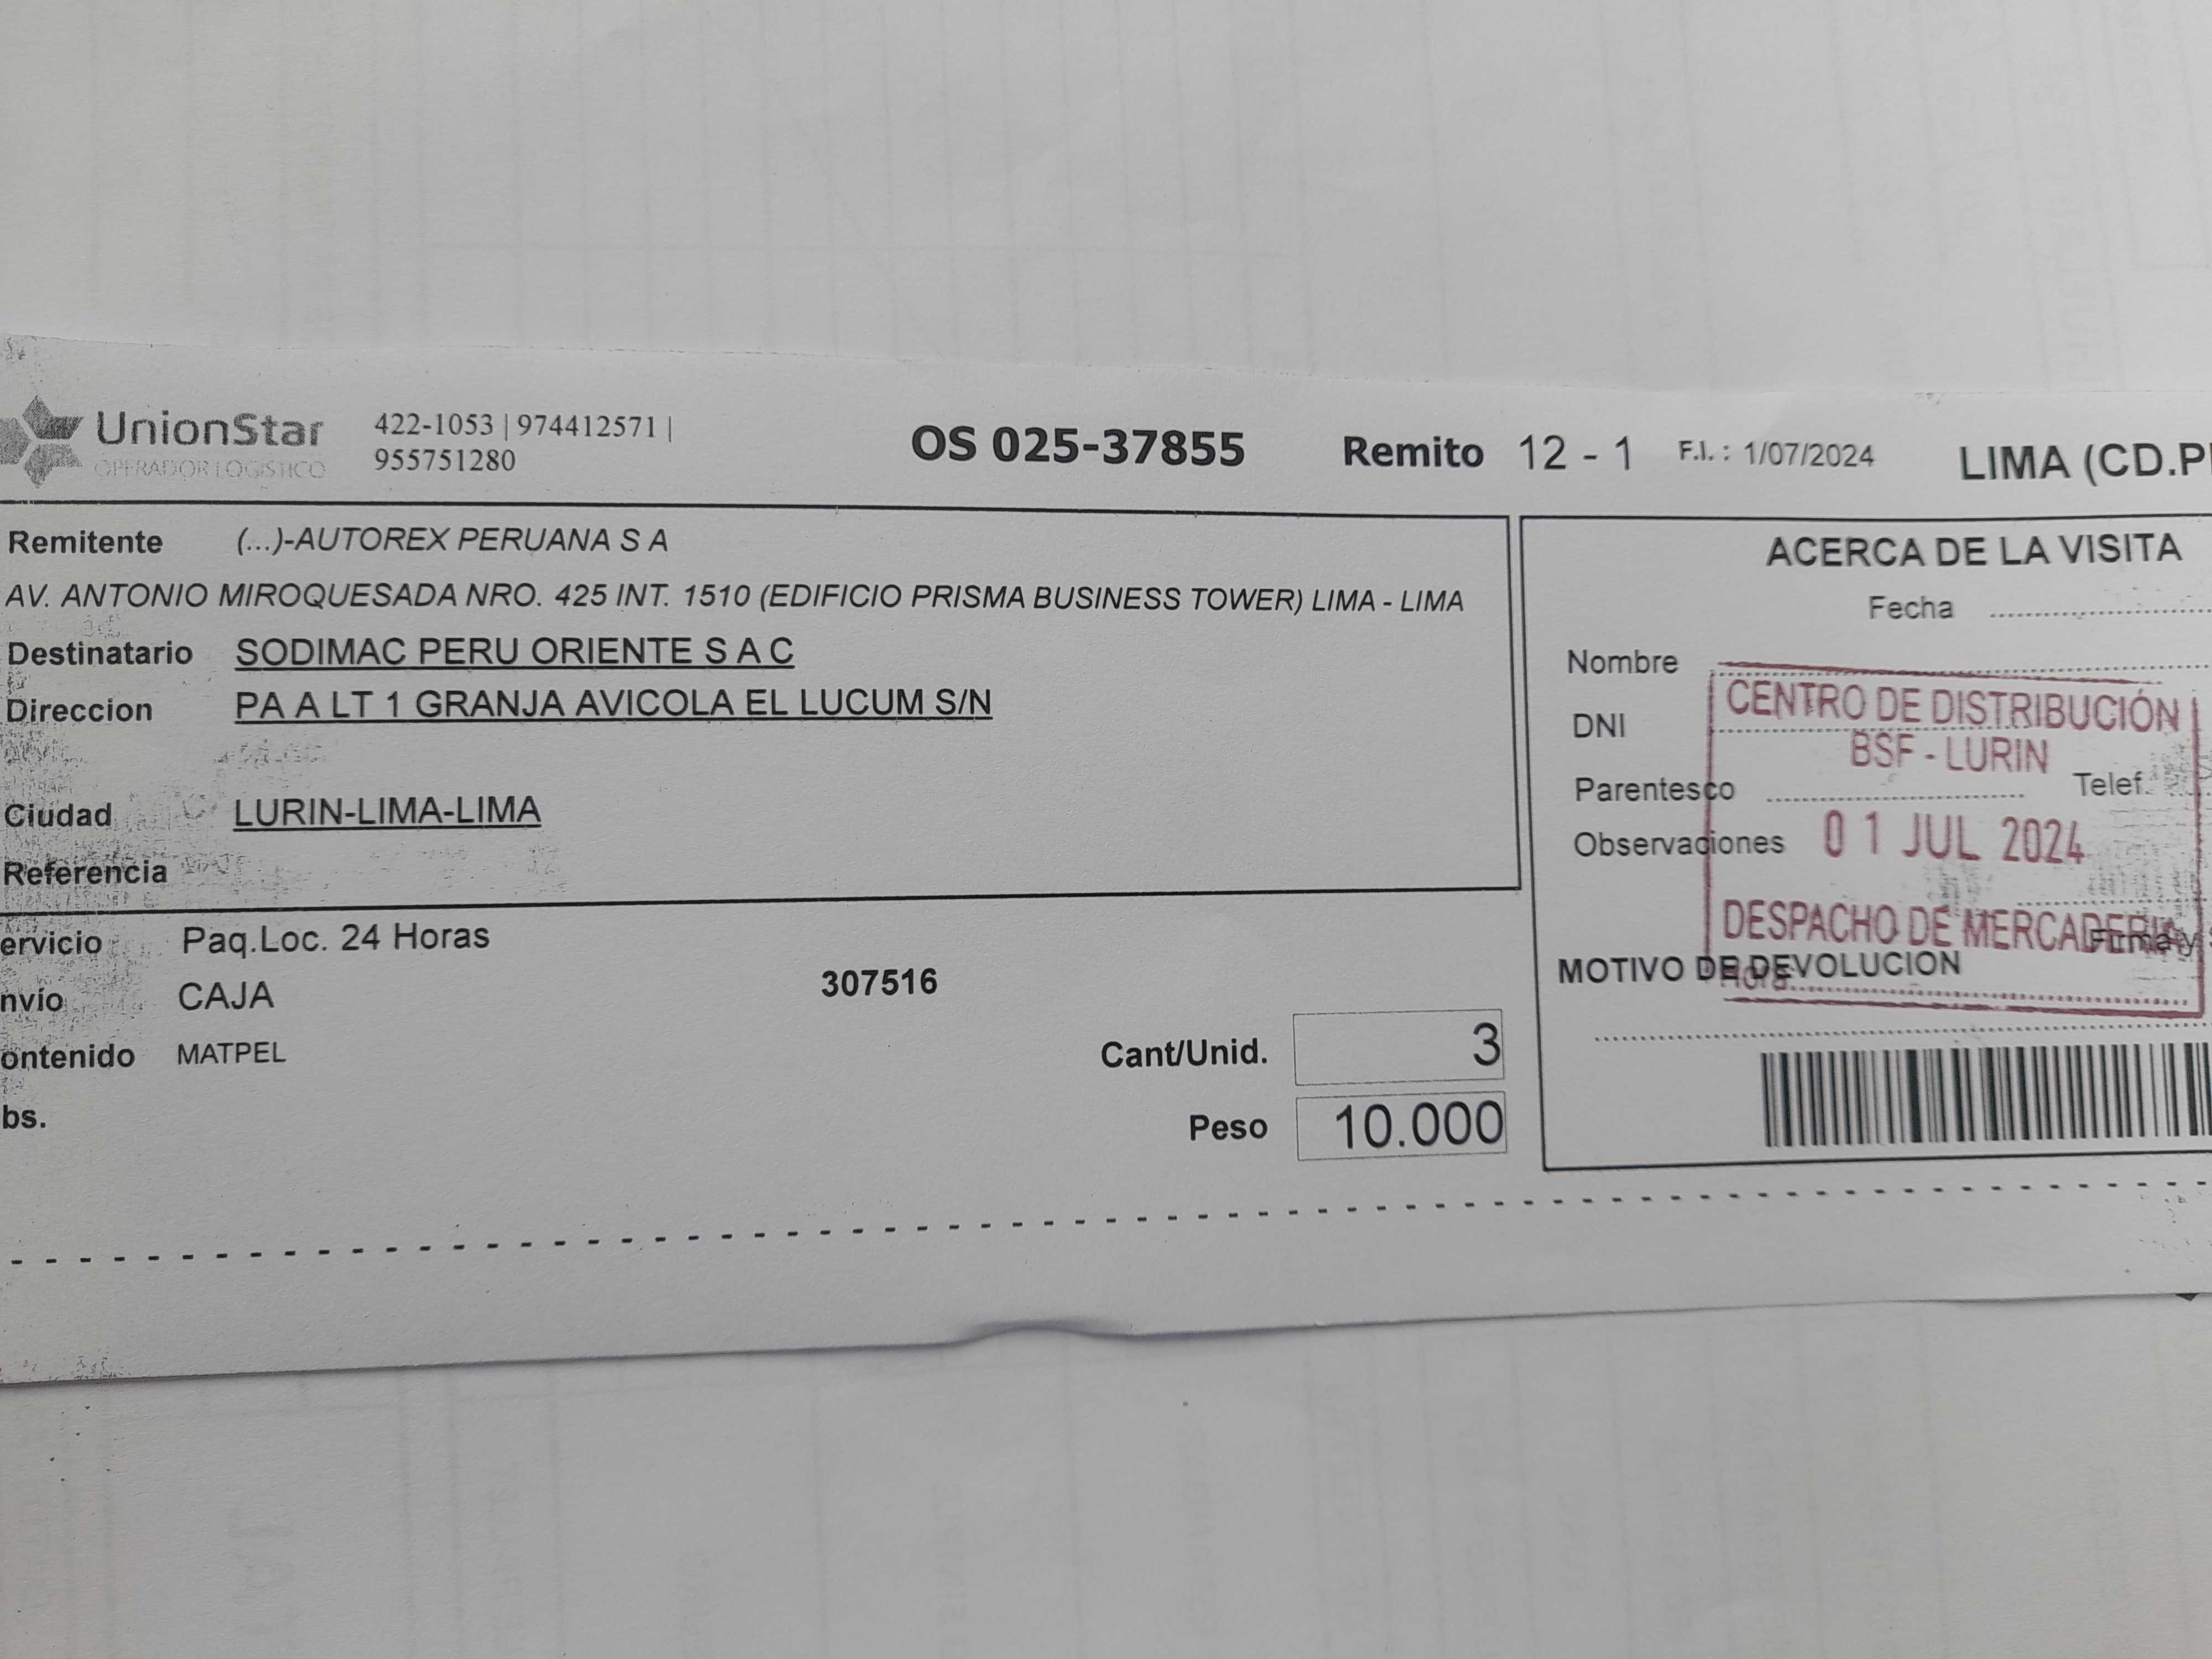 UnionStar
OPERADOR LOGISTICO
422-1053 | 974412571 |
955751280
OS 025-37855
Remito 12 - 1
F.I. : 1/07/2024
LIMA (CD.P
Remitente (...)-AUTOREX PERUANA S A
AV. ANTONIO MIROQUESADA NRO. 425 INT. 1510 (EDIFICIO PRISMA BUSINESS TOWER) LIMA - LIMA
Destinatario SODIMAC PERU ORIENTE S A C
Direccion PA A LT 1 GRANJA AVICOLA EL LUCUM S/N
Ciudad LURIN-LIMA-LIMA
Referencia
ervicio Paq.Loc. 24 Horas
nvío CAJA
307516
ontenido MATPEL
Cant/Unid. 3
bs.
Peso 10.000
ACERCA DE LA VISITA
Fecha
Nombre
DNI
Parentesco Telef.
Observaciones
Firma y
MOTIVO DE DEVOLUCION
CENTRO DE DISTRIBUCIÓN
BSF - LURIN
01 JUL 2024
DESPACHO DE MERCADERIA
Hora: